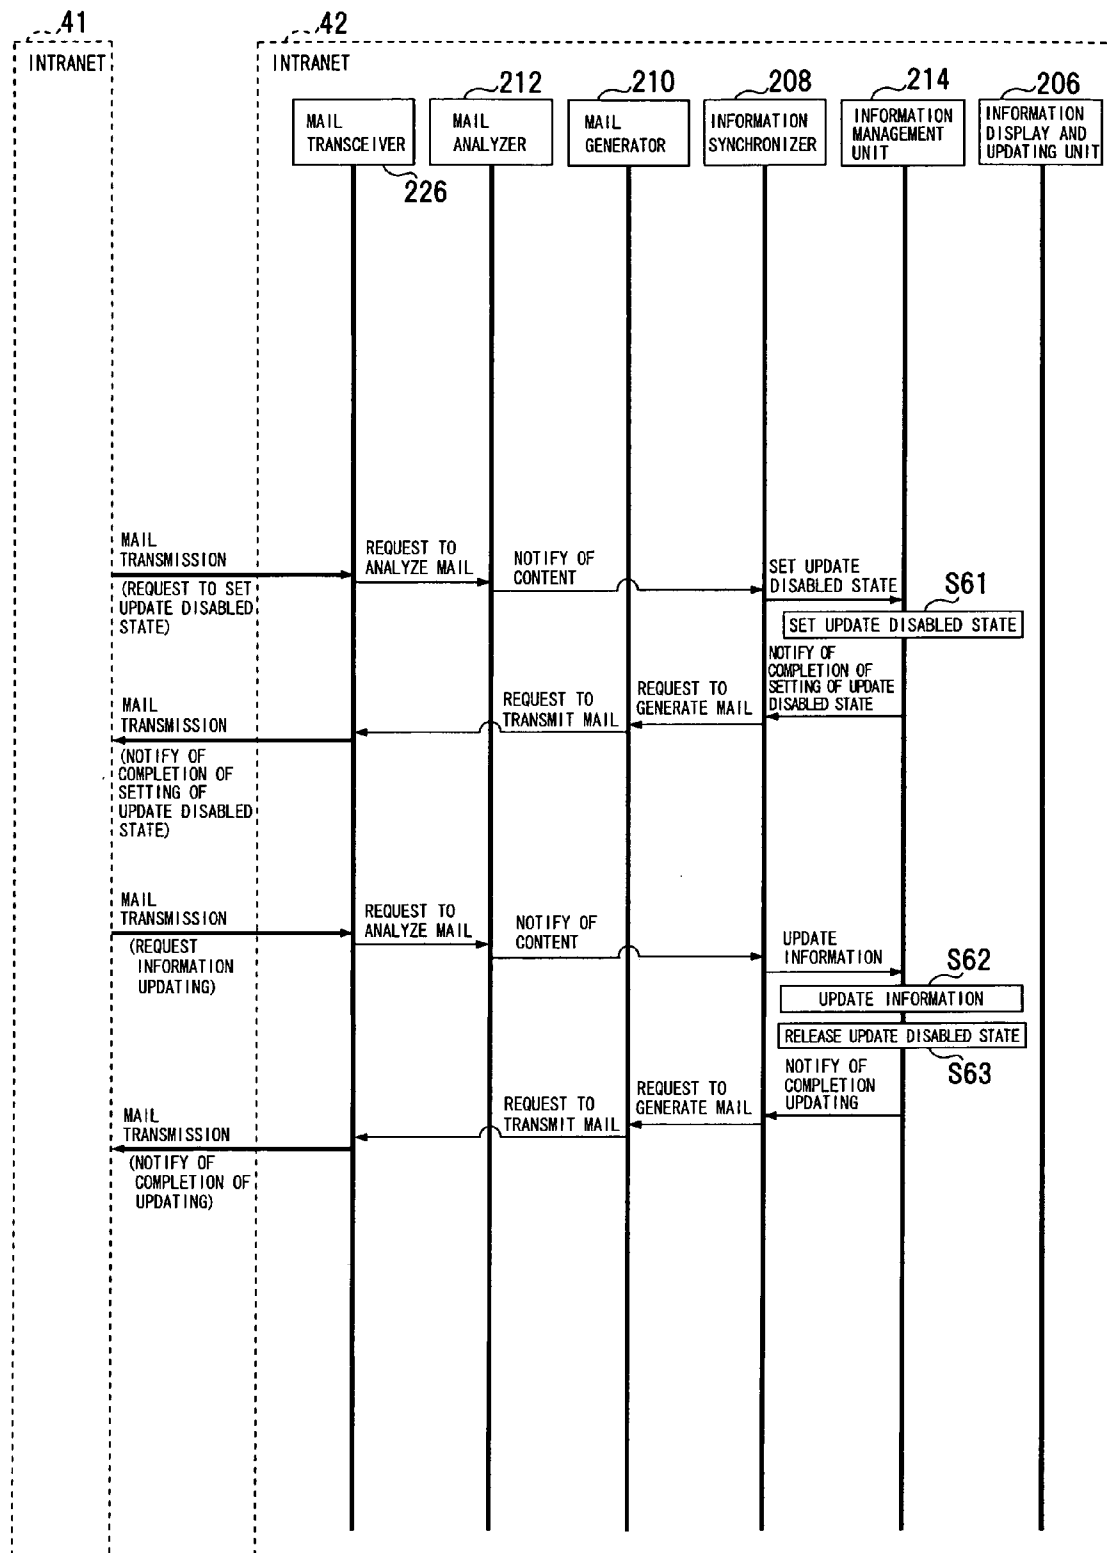 41
42
INTRANET
INTRANET
212
210
208
214
206
MAIL
TRANSCEIVER
MAIL
ANALYZER
MAIL
GENERATOR
INFORMATION
SYNCHRONIZER
INFORMATION
MANAGEMENT
UNIT
INFORMATION
DISPLAY AND
UPDATING UNIT
226
MAIL
TRANSMISSION
(REQUEST TO SET
UPDATE DISABLED
STATE)
REQUEST TO
ANALYZE MAIL
NOTIFY OF
CONTENT
SET UPDATE
DISABLED STATE
S61
SET UPDATE DISABLED STATE
NOTIFY OF
COMPLETION OF
SETTING OF UPDATE
DISABLED STATE
REQUEST TO
GENERATE MAIL
REQUEST TO
TRANSMIT MAIL
MAIL
TRANSMISSION
(NOTIFY OF
COMPLETION OF
SETTING OF
UPDATE DISABLED
STATE)
MAIL
TRANSMISSION
(REQUEST
INFORMATION
UPDATING)
REQUEST TO
ANALYZE MAIL
NOTIFY OF
CONTENT
UPDATE
INFORMATION
S62
UPDATE INFORMATION
RELEASE UPDATE DISABLED STATE
S63
NOTIFY OF
COMPLETION
UPDATING
REQUEST TO
GENERATE MAIL
REQUEST TO
TRANSMIT MAIL
MAIL
TRANSMISSION
(NOTIFY OF
COMPLETION OF
UPDATING)